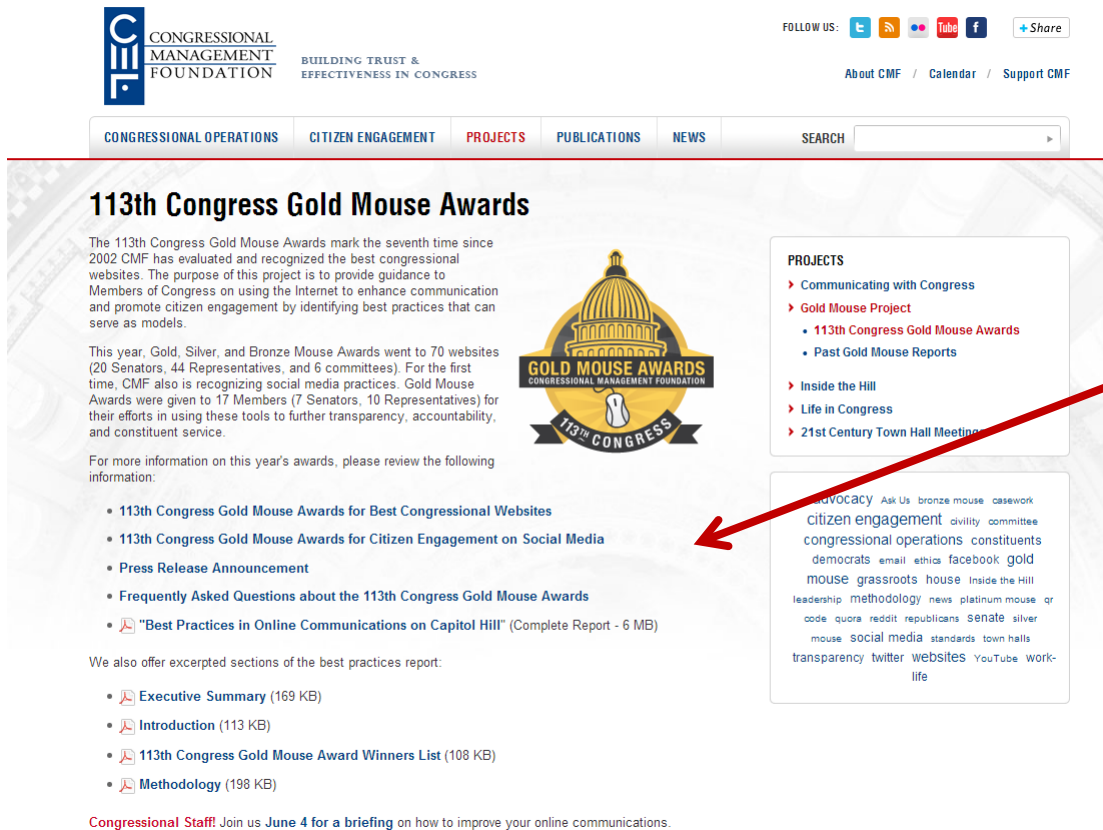 CONGRESSIONAL
MANAGEMENT
FOUNDATION
BUILDING TRUST &
EFFECTIVENESS IN CONGRESS
FOLLOW US:
Tube
f
+Share
About CMF / Calendar / Support CMF
CONGRESSIONAL OPERATIONS CITIZEN ENGAGEMENT PROJECTS PUBLICATIONS NEWS SEARCH
113th Congress Gold Mouse Awards
The 113th Congress Gold Mouse Awards mark the seventh time since
2002 CMF has evaluated and recognized the best congressional
websites. The purpose of this project is to provide guidance to
Members of Congress on using the Internet to enhance communication
and promote citizen engagement by identifying best practices that can
serve as models.
This year, Gold, Silver, and Bronze Mouse Awards went to 70 websites
(20 Senators, 44 Representatives, and 6 committees). For the first
time, CMF also is recognizing social media practices. Gold Mouse
Awards were given to 17 Members (7 Senators, 10 Representatives) for
their efforts in using these tools to further transparency, accountability,
and constituent service.
For more information on this year's awards, please review the following
information:
GOLD MOUSE AWARDS
CONGRESSIONAL MANAGEMENT FOUNDATION
113TH CONGRESS
• 113th Congress Gold Mouse Awards for Best Congressional Websites
• 113th Congress Gold Mouse Awards for Citizen Engagement on Social Media
• Press Release Announcement
• Frequently Asked Questions about the 113th Congress Gold Mouse Awards
• "Best Practices in Online Communications on Capitol Hill" (Complete Report - 6 MB)
We also offer excerpted sections of the best practices report:
• Executive Summary (169 KB)
• Introduction (113 KB)
• 113th Congress Gold Mouse Award Winners List (108 KB)
• Methodology (198 KB)
Congressional Staff! Join us June 4 for a briefing on how to improve your online communications.
PROJECTS
Communicating with Congress
Gold Mouse Project
• 113th Congress Gold Mouse Awards
• Past Gold Mouse Reports
Inside the Hill
Life in Congress
21st Century Town Hall Meetings
advocacy Ask Us bronze mouse casework
citizen engagement civility committee
congressional operations constituents
democrats email ethics facebook gold
mouse grassroots house Inside the Hill
leadership methodology news platinum mouse qr
code quora reddit republicans senate silver
mouse social media standards town halls
transparency twitter websites YouTube work-
life